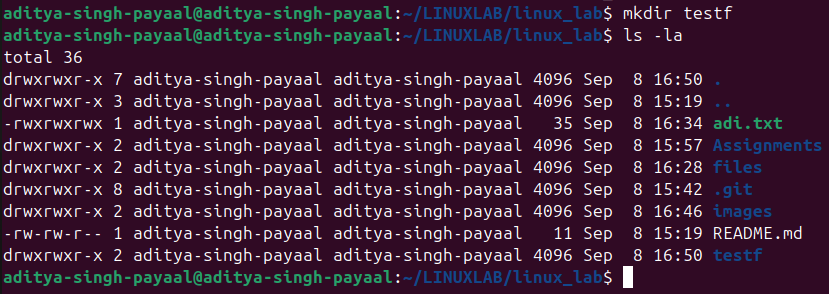 aditya-singh-payaal@aditya-singh-payaal:~/LINUXLAB/linux_lab$ mkdir testf
aditya-singh-payaal@aditya-singh-payaal:~/LINUXLAB/linux_lab$ ls -la
total 36
drwxrwxr-x 7 aditya-singh-payaal aditya-singh-payaal 4096 Sep  8 16:50 .
drwxrwxr-x 3 aditya-singh-payaal aditya-singh-payaal 4096 Sep  8 15:19 ..
-rwxrwxrwx 1 aditya-singh-payaal aditya-singh-payaal   35 Sep  8 16:34 adi.txt
drwxrwxr-x 2 aditya-singh-payaal aditya-singh-payaal 4096 Sep  8 15:57 Assignments
drwxrwxr-x 2 aditya-singh-payaal aditya-singh-payaal 4096 Sep  8 16:28 files
drwxrwxr-x 8 aditya-singh-payaal aditya-singh-payaal 4096 Sep  8 15:42 .git
drwxrwxr-x 2 aditya-singh-payaal aditya-singh-payaal 4096 Sep  8 16:46 images
-rw-rw-r-- 1 aditya-singh-payaal aditya-singh-payaal   11 Sep  8 15:19 README.md
drwxrwxr-x 2 aditya-singh-payaal aditya-singh-payaal 4096 Sep  8 16:50 testf
aditya-singh-payaal@aditya-singh-payaal:~/LINUXLAB/linux_lab$